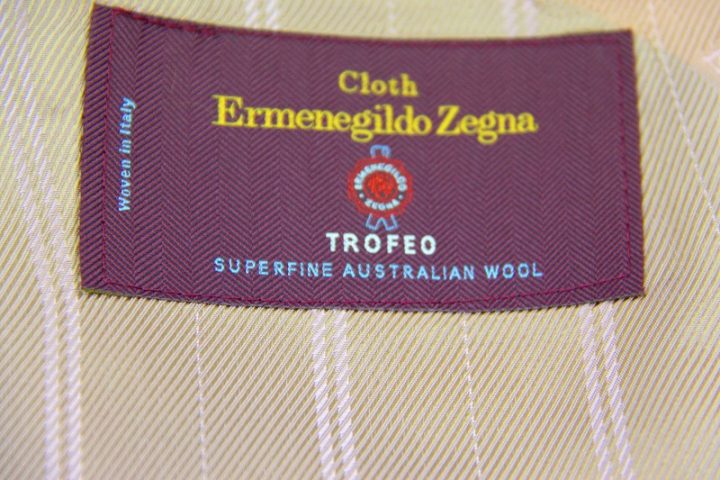 Cloth
Ermenegildo Zegna
Woven in Italy
ERMENEGILDO
ZEGNA
TROFEO
SUPERFINE AUSTRALIAN WOOL